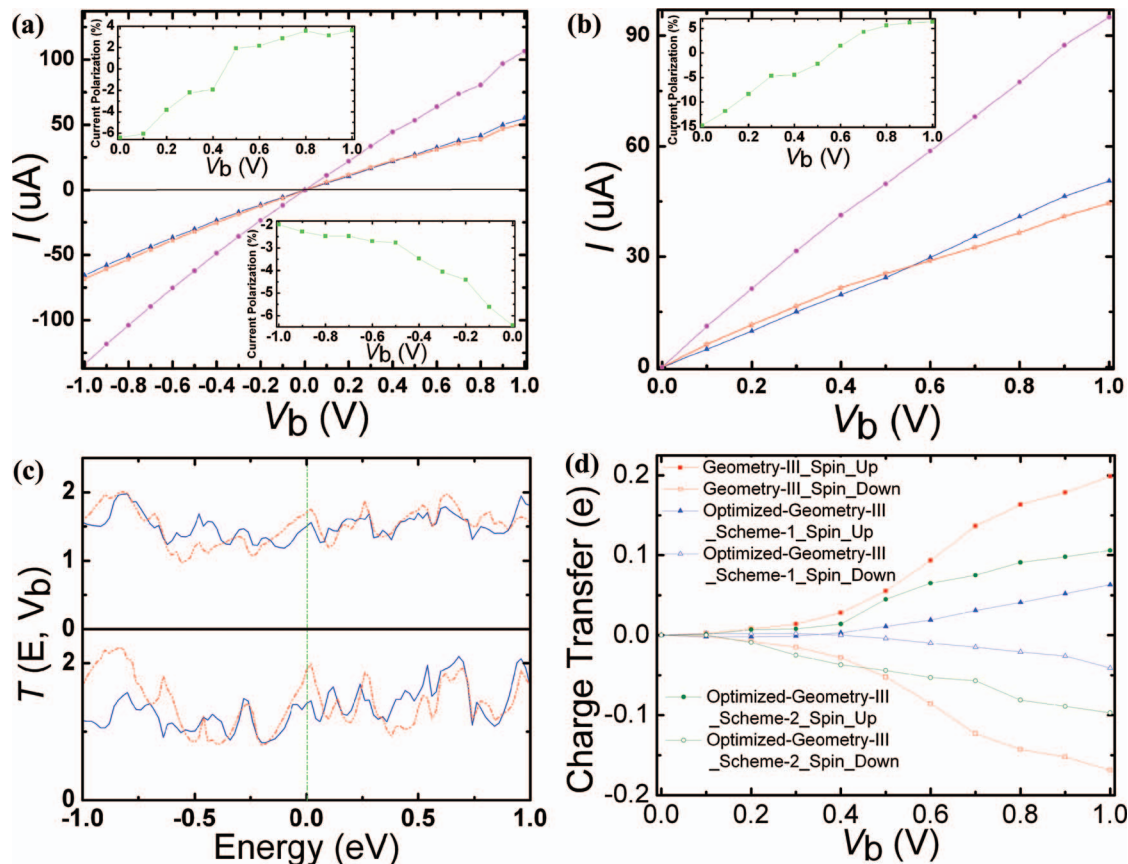 (a)
Current Polarization (%)
4
2
0
-2
-4
-6
0.0 0.2 0.4 0.6 0.8 1.0
Vb (V)
I (uA)
100
50
0
-50
-100
Current Polarization (%)
-2
-3
-4
-5
-6
-1.0 -0.8 -0.6 -0.4 -0.2 0.0
Vb (V)
-1.0 -0.8 -0.6 -0.4 -0.2 0.0 0.2 0.4 0.6 0.8 1.0
Vb (V)
(b)
Current Polarization (%)
5
0
-5
-10
-15
0.0 0.2 0.4 0.6 0.8 1.0
Vb (V)
I (uA)
90
60
30
0
0.0 0.2 0.4 0.6 0.8 1.0
Vb (V)
(c)
T (E, Vb)
2
1
0
2
1
0
-1.0 -0.5 0.0 0.5 1.0
Energy (eV)
(d)
Charge Transfer (e)
0.2
0.1
0.0
-0.1
-0.2
Geometry-III_Spin_Up
Geometry-III_Spin_Down
Optimized-Geometry-III
_Scheme-1_Spin_Up
Optimized-Geometry-III
_Scheme-1_Spin_Down
Optimized-Geometry-III
_Scheme-2_Spin_Up
Optimized-Geometry-III
_Scheme-2_Spin_Down
0.0 0.2 0.4 0.6 0.8 1.0
Vb (V)